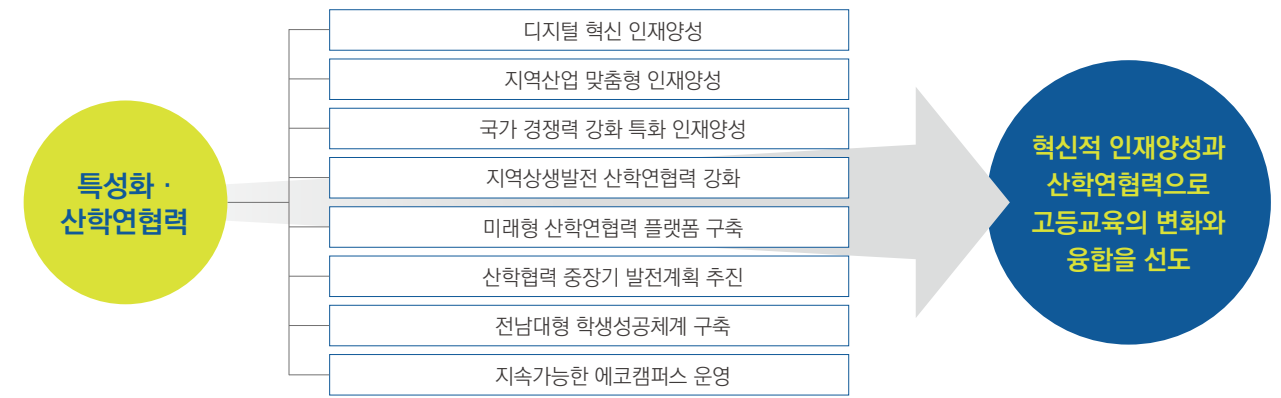 특성화 ·
산학연협력
디지털 혁신 인재양성
지역산업 맞춤형 인재양성
국가 경쟁력 강화 특화 인재양성
지역상생발전 산학연협력 강화
미래형 산학연협력 플랫폼 구축
산학협력 중장기 발전계획 추진
전남대형 학생성공체계 구축
지속가능한 에코캠퍼스 운영
혁신적 인재양성과
산학연협력으로
고등교육의 변화와
융합을 선도